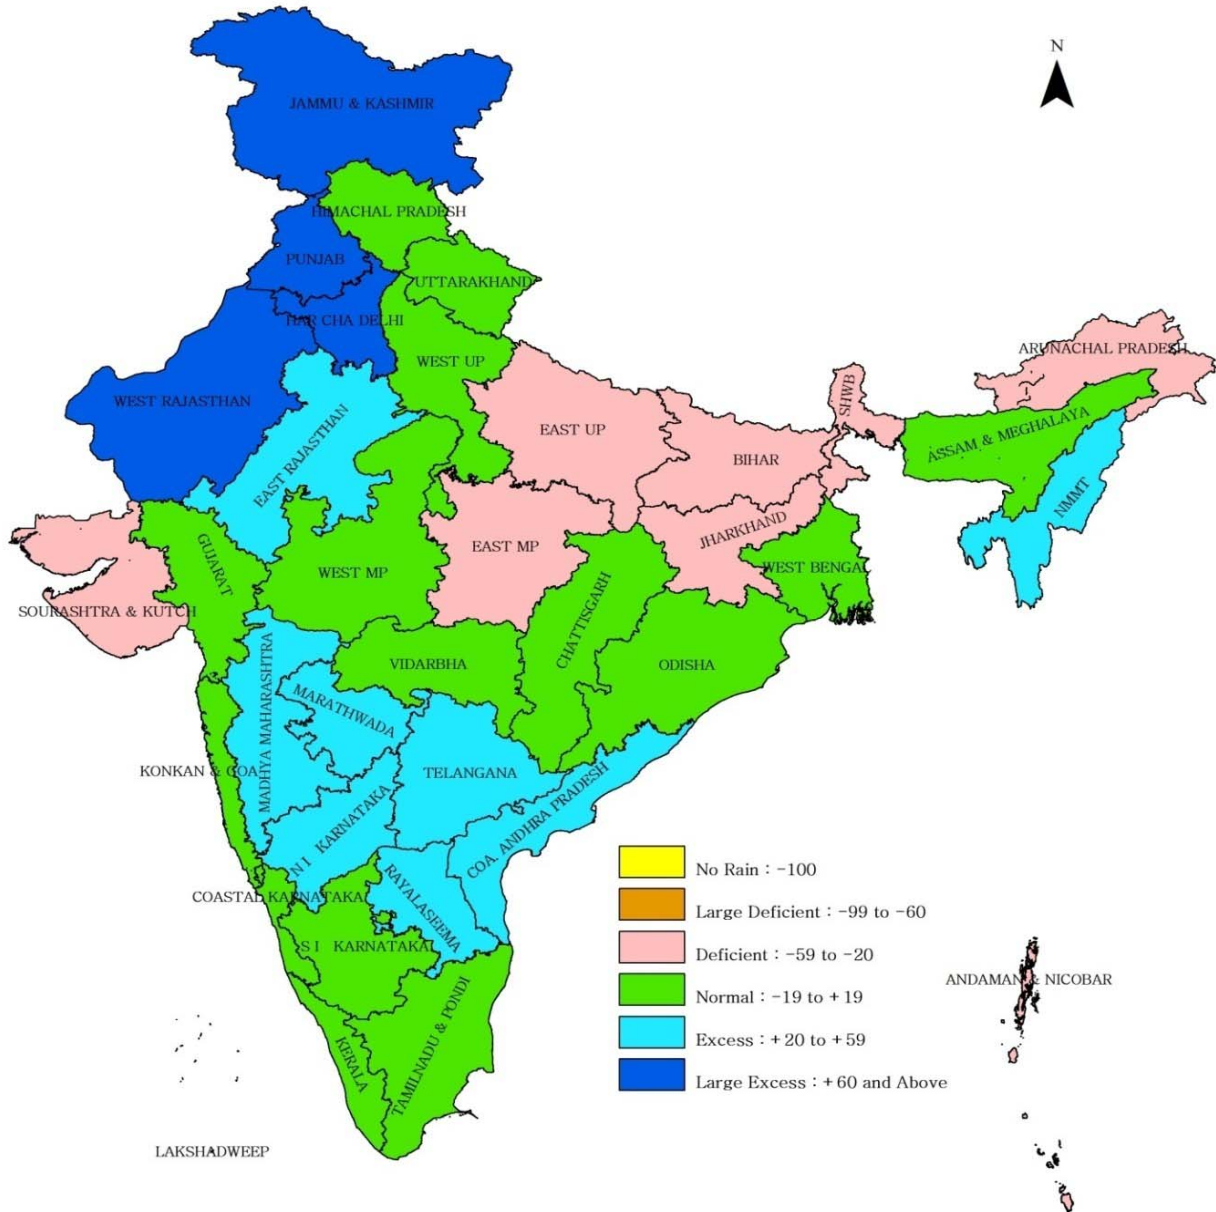 N
JAMMU & KASHMIR
HIMACHAL PRADESH
PUNJAB
UTTARAKHAND
HAR CHA DELHI
WEST UP
ARUNACHAL PRADESH
WEST RAJASTHAN
SHWB
EAST RAJASTHAN
EAST UP
ASSAM & MEGHALAYA
BIHAR
NMMT
JHARKHAND
GUJARAT
WEST MP
EAST MP
WEST BENGAL
SOURASHTRA & KUTCH
CHATTISGARH
VIDARBHA
ODISHA
MADHYA MAHARASHTRA
MARATHWADA
KONKAN & GOA
TELANGANA
N I KARNATAKA
COA. ANDHRA PRADESH
COASTAL KARNATAKA
RAYALASEEMA
S I KARNATAKA
No Rain : -100
Large Deficient : -99 to -60
Deficient : -59 to -20
Normal : -19 to +19
Excess : +20 to +59
Large Excess : +60 and Above
ANDAMAN & NICOBAR
KERALA
TAMILNADU & PONDI
LAKSHADWEEP